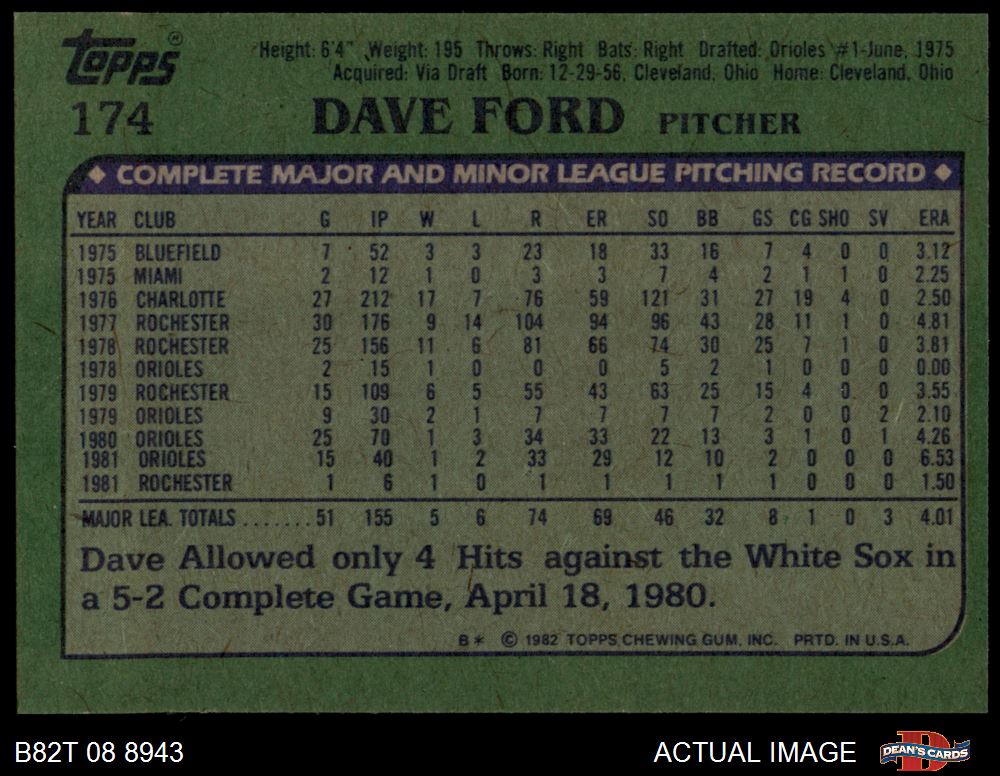 Topps®
Height: 6'4" Weight: 195 Throws: Right Bats: Right Drafted: Orioles #1-June, 1975
Acquired: Via Draft Born: 12-29-56, Cleveland, Ohio Home: Cleveland, Ohio
174 DAVE FORD PITCHER
◆ COMPLETE MAJOR AND MINOR LEAGUE PITCHING RECORD ◆
YEAR CLUB G IP W L R ER SO BB GS CG SHO SV ERA
1975 BLUEFIELD 7 52 3 3 23 18 33 16 7 4 0 0 3.12
1975 MIAMI 2 12 1 0 3 3 7 4 2 1 1 0 2.25
1976 CHARLOTTE 27 212 17 7 76 59 121 31 27 19 4 0 2.50
1977 ROCHESTER 30 176 9 14 104 94 96 43 28 11 1 0 4.81
1978 ROCHESTER 25 156 11 6 81 66 74 30 25 7 1 0 3.81
1978 ORIOLES 2 15 1 0 0 0 5 2 1 0 0 0 0.00
1979 ROCHESTER 15 109 6 5 55 43 63 25 15 4 0 0 3.55
1979 ORIOLES 9 30 2 1 7 7 7 7 2 0 0 2 2.10
1980 ORIOLES 25 70 1 3 34 33 22 13 3 1 0 1 4.26
1981 ORIOLES 15 40 1 2 33 29 12 10 2 0 0 0 6.53
1981 ROCHESTER 1 6 1 0 1 1 1 1 1 0 0 0 1.50
MAJOR LEA. TOTALS ....... 51 155 5 6 74 69 46 32 8 1 0 3 4.01
Dave Allowed only 4 Hits against the White Sox in
a 5-2 Complete Game, April 18, 1980.
B* © 1982 TOPPS CHEWING GUM, INC. PRTD. IN U.S.A.
B82T 08 8943 ACTUAL IMAGE DEAN'S CARDS